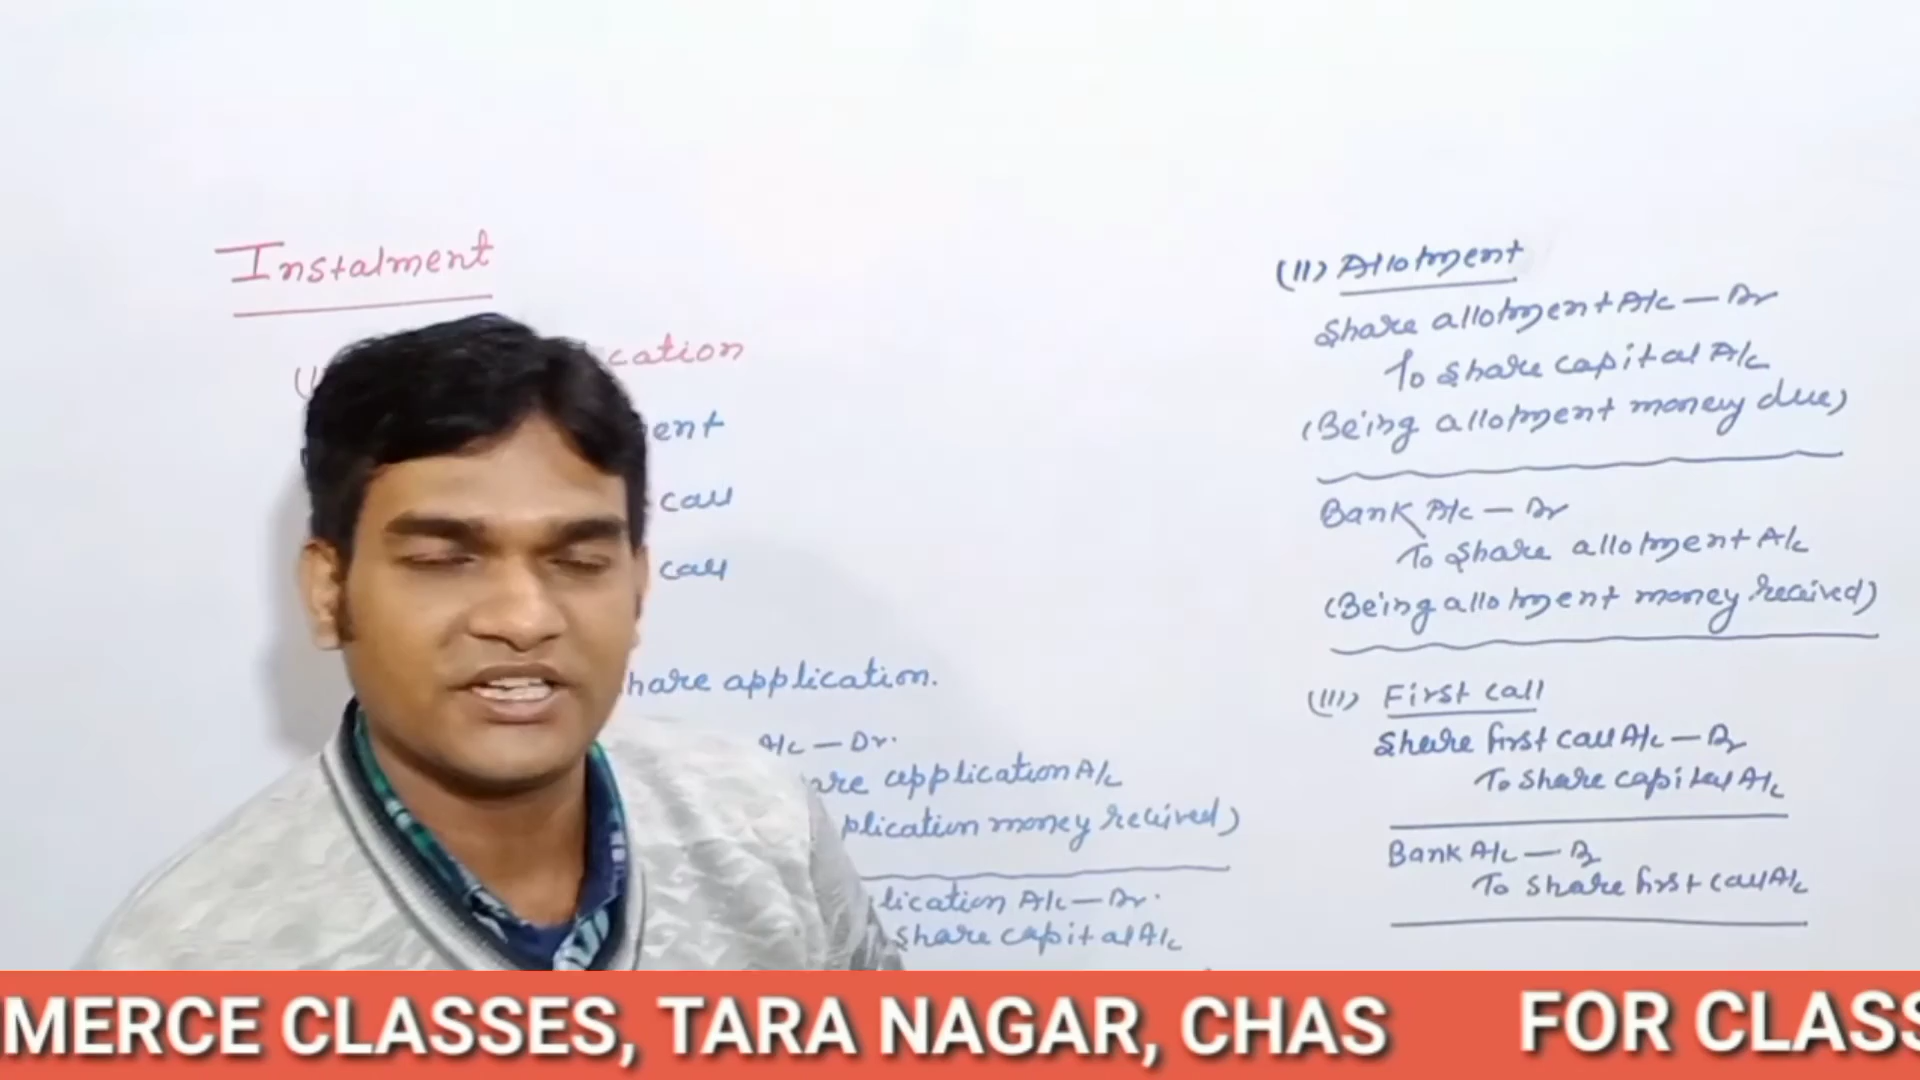 Instalment
cation
ent
call
call
hare application.
A/c — Dr.
are application A/c
plication money received)
lication A/c — Dr.
share capital A/c
(II) Allotment
Share allotment A/c — Dr
To share capital A/c
(Being allotment money due)
Bank A/c — Dr
To share allotment A/c
(Being allotment money received)
(III) First call
Share first call A/c — Dr
To share capital A/c
Bank A/c — Dr
To share first call A/c
MERCE CLASSES, TARA NAGAR, CHAS FOR CLASS